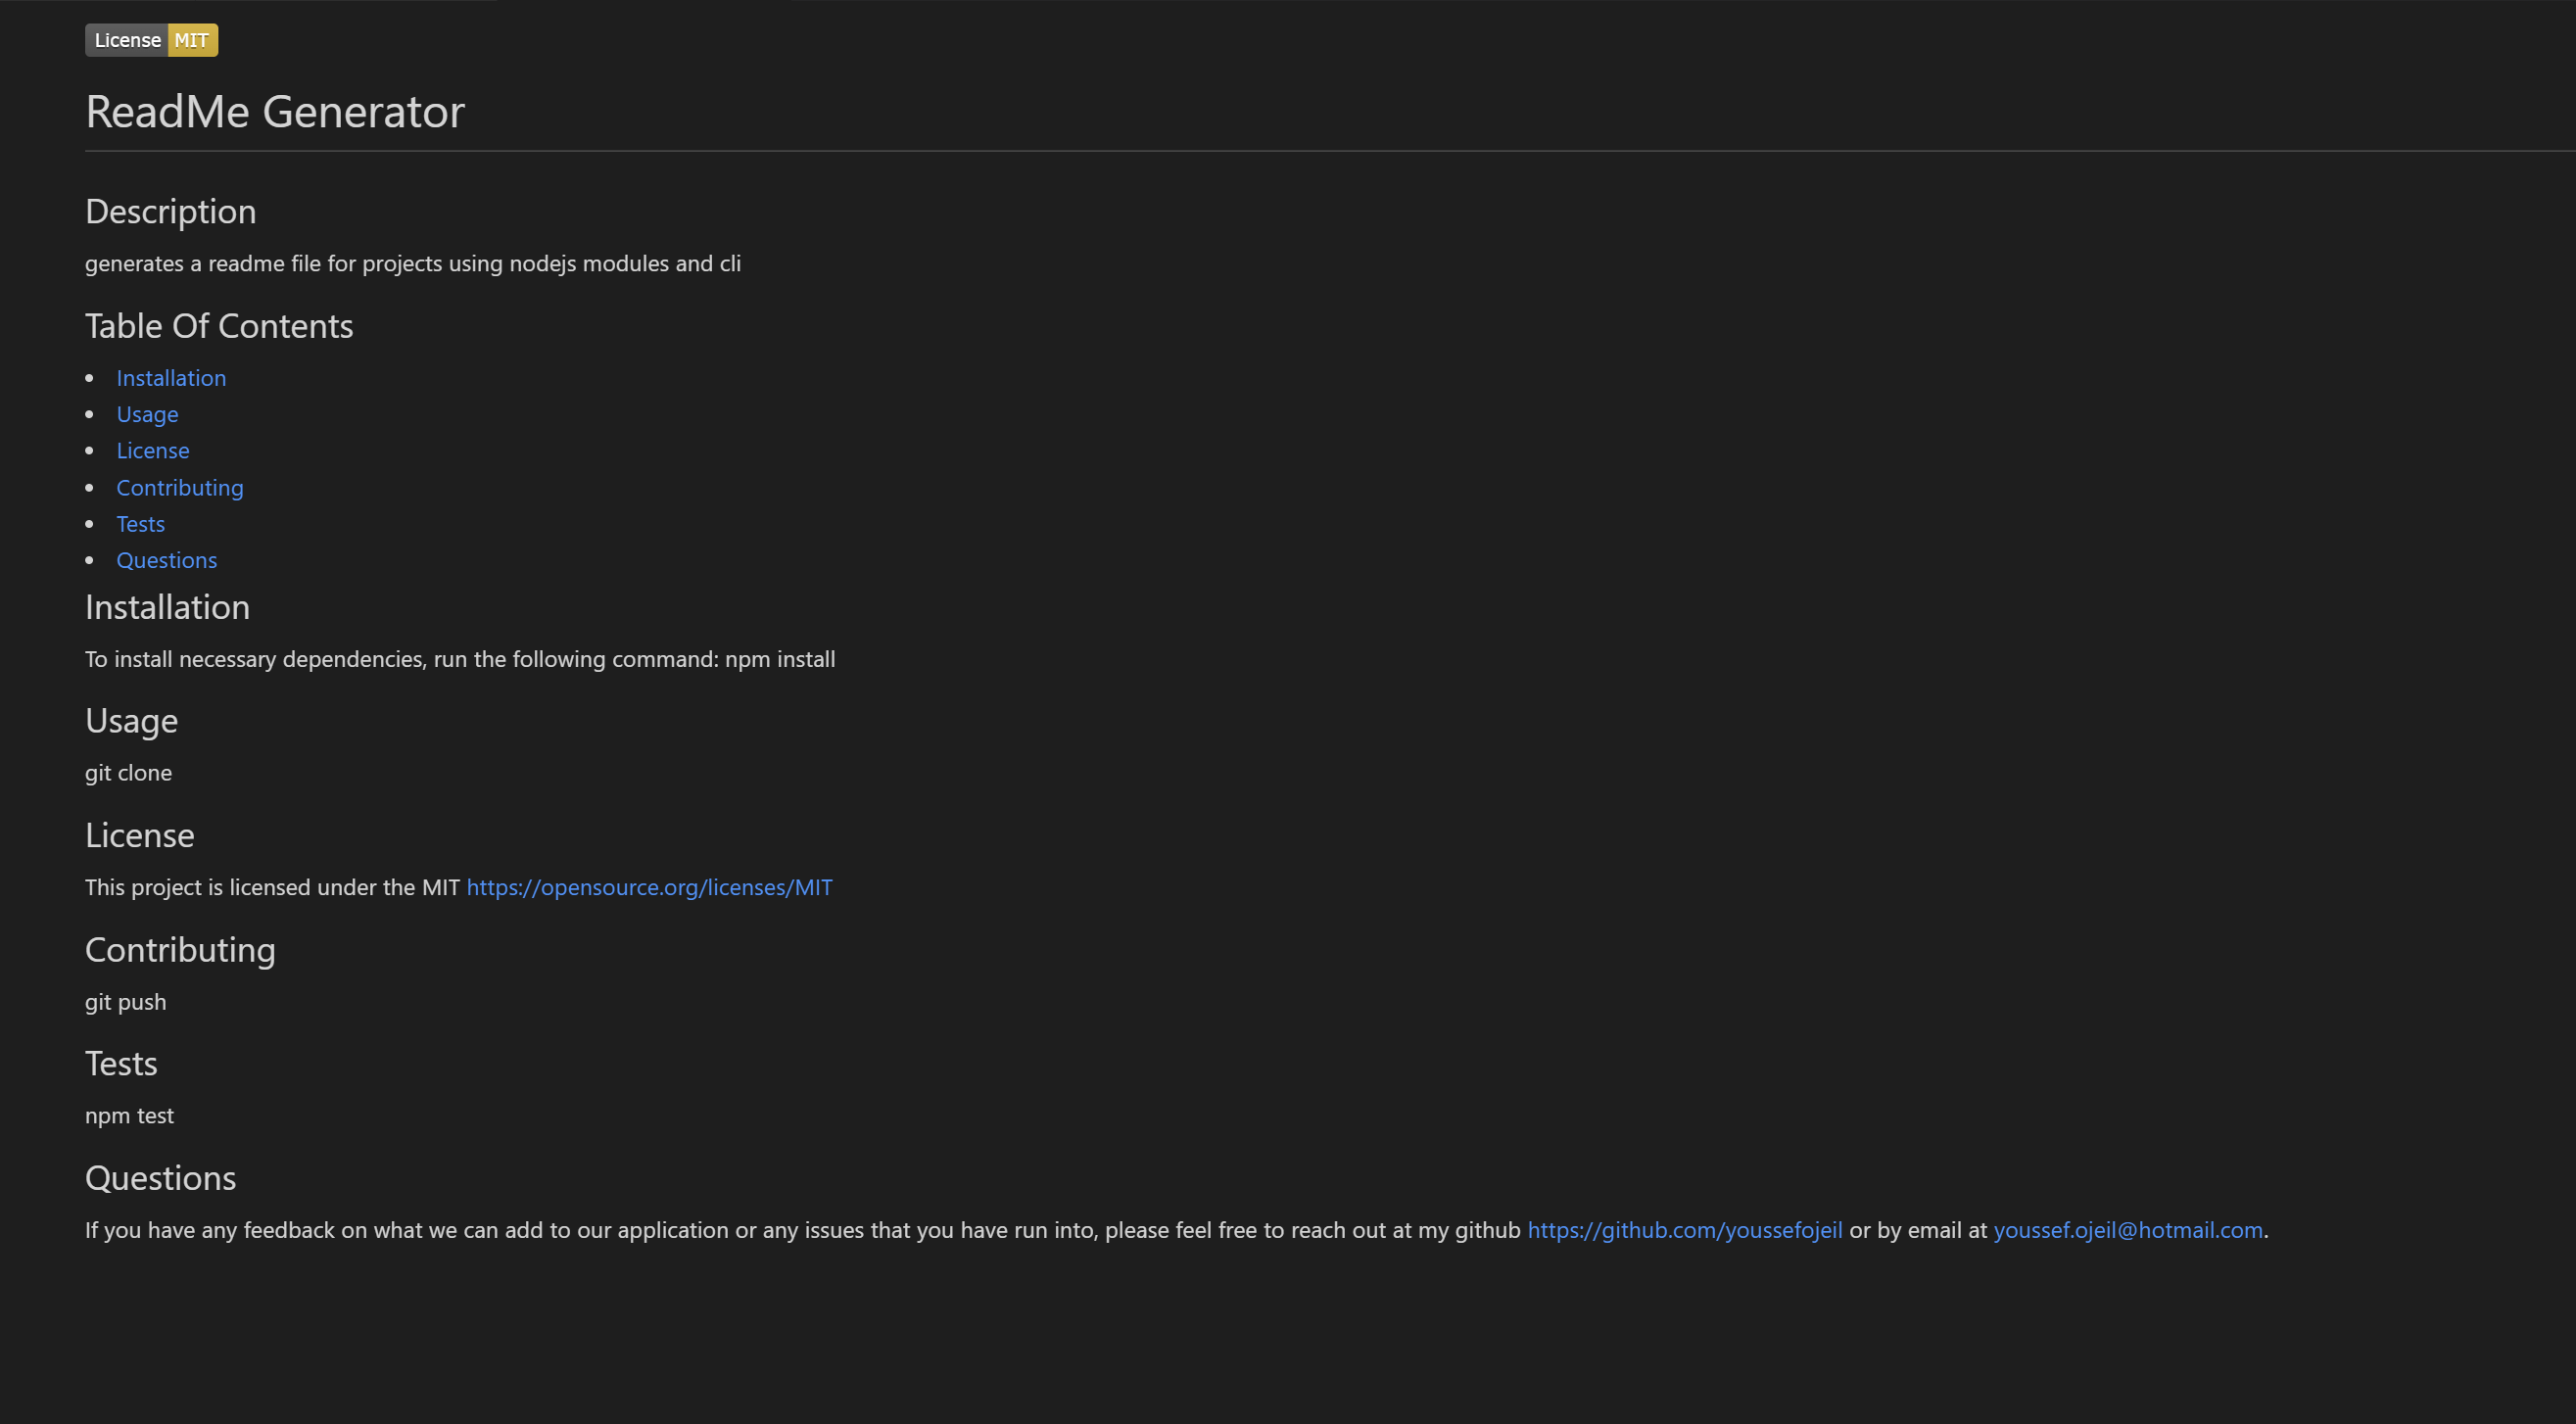 License MIT
ReadMe Generator
Description
generates a readme file for projects using nodejs modules and cli
Table Of Contents
Installation
Usage
License
Contributing
Tests
Questions
Installation
To install necessary dependencies, run the following command: npm install
Usage
git clone
License
This project is licensed under the MIT https://opensource.org/licenses/MIT
Contributing
git push
Tests
npm test
Questions
If you have any feedback on what we can add to our application or any issues that you have run into, please feel free to reach out at my github https://github.com/youssefojeil or by email at youssef.ojeil@hotmail.com.